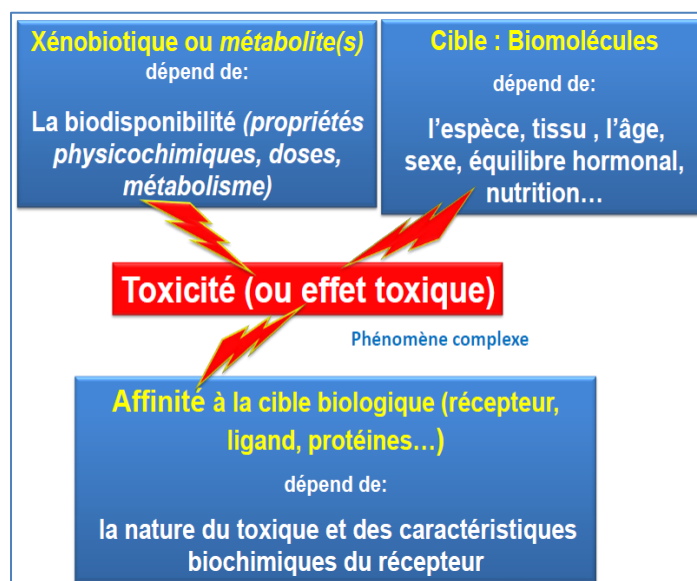 Xénobiotique ou métabolite(s)
dépend de:
La biodisponibilité (propriétés
physicochimiques, doses,
métabolisme)
Cible : Biomolécules
dépend de:
l'espèce, tissu , l'âge,
sexe, équilibre hormonal,
nutrition…
Toxicité (ou effet toxique)
Phénomène complexe
Affinité à la cible biologique (récepteur,
ligand, protéines…)
dépend de:
la nature du toxique et des caractéristiques
biochimiques du récepteur